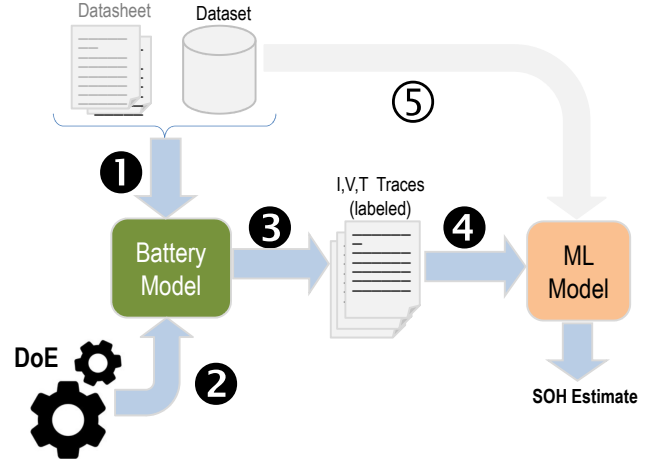 Datasheet
Dataset
⑤
❶
I,V,T Traces
(labeled)
❸
❹
Battery
Model
ML
Model
DoE
❷
SOH Estimate